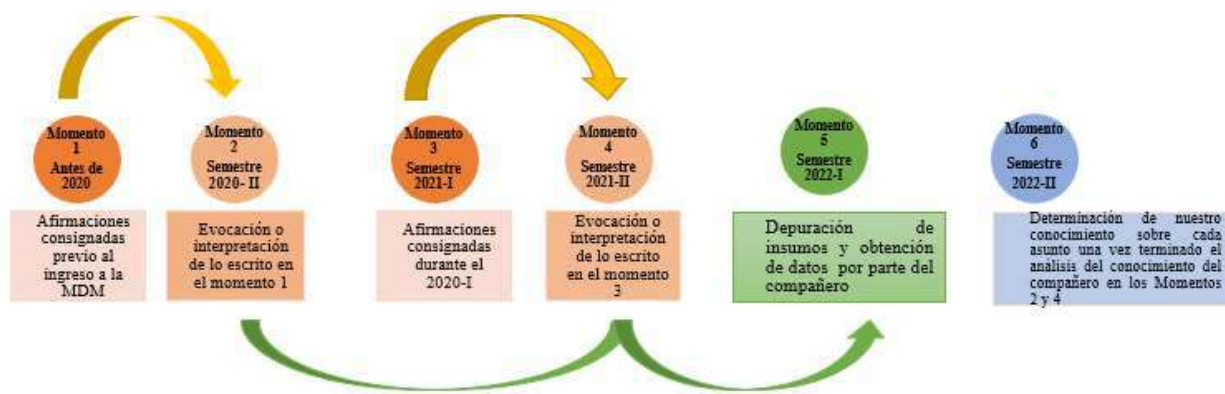 Momento
1
Antes de
2020
Momento
2
Semestre
2020- II
Momento
3
Semestre
2021-I
Momento
4
Semestre
2021-II
Momento
5
Semestre
2022-I
Momento
6
Semestre
2022-II
Afirmaciones
consignadas
previo al
ingreso a la
MDM
Evocación o
interpretación
de lo escrito en
el momento 1
Afirmaciones
consignadas
durante el
2020-I
Evocación o
interpretación
de lo escrito
en el momento
3
Depuración de
insumos y obtención
de datos por parte del
compañero
Determinación de nuestro
conocimiento sobre cada
asunto una vez terminado el
análisis del conocimiento del
compañero en los Momentos
2 y 4